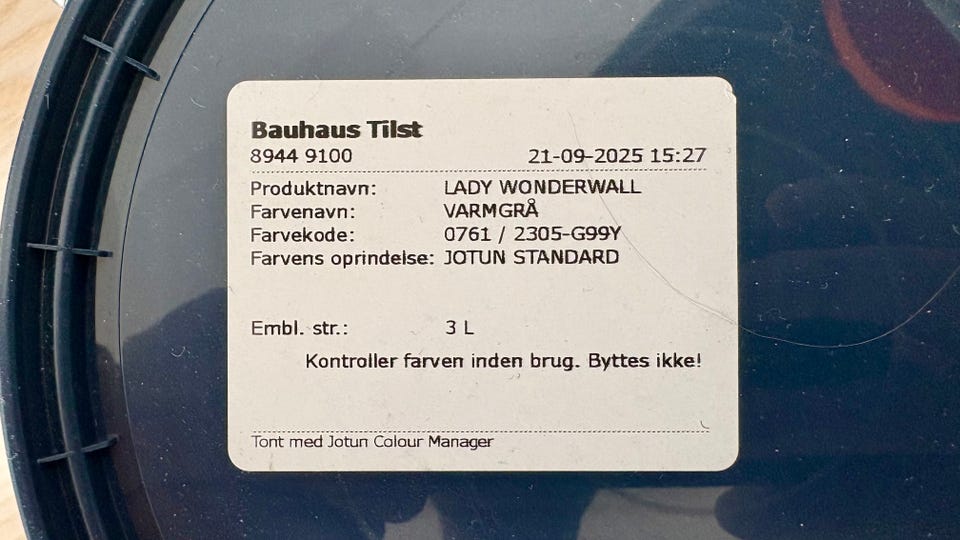 Bauhaus Tilst
8944 9100 21-09-2025 15:27
Produktnavn: LADY WONDERWALL
Farvenavn: VARMGRÅ
Farvekode: 0761 / 2305-G99Y
Farvens oprindelse: JOTUN STANDARD
Embl. str.: 3 L
Kontroller farven inden brug. Byttes ikke!
Tont med Jotun Colour Manager